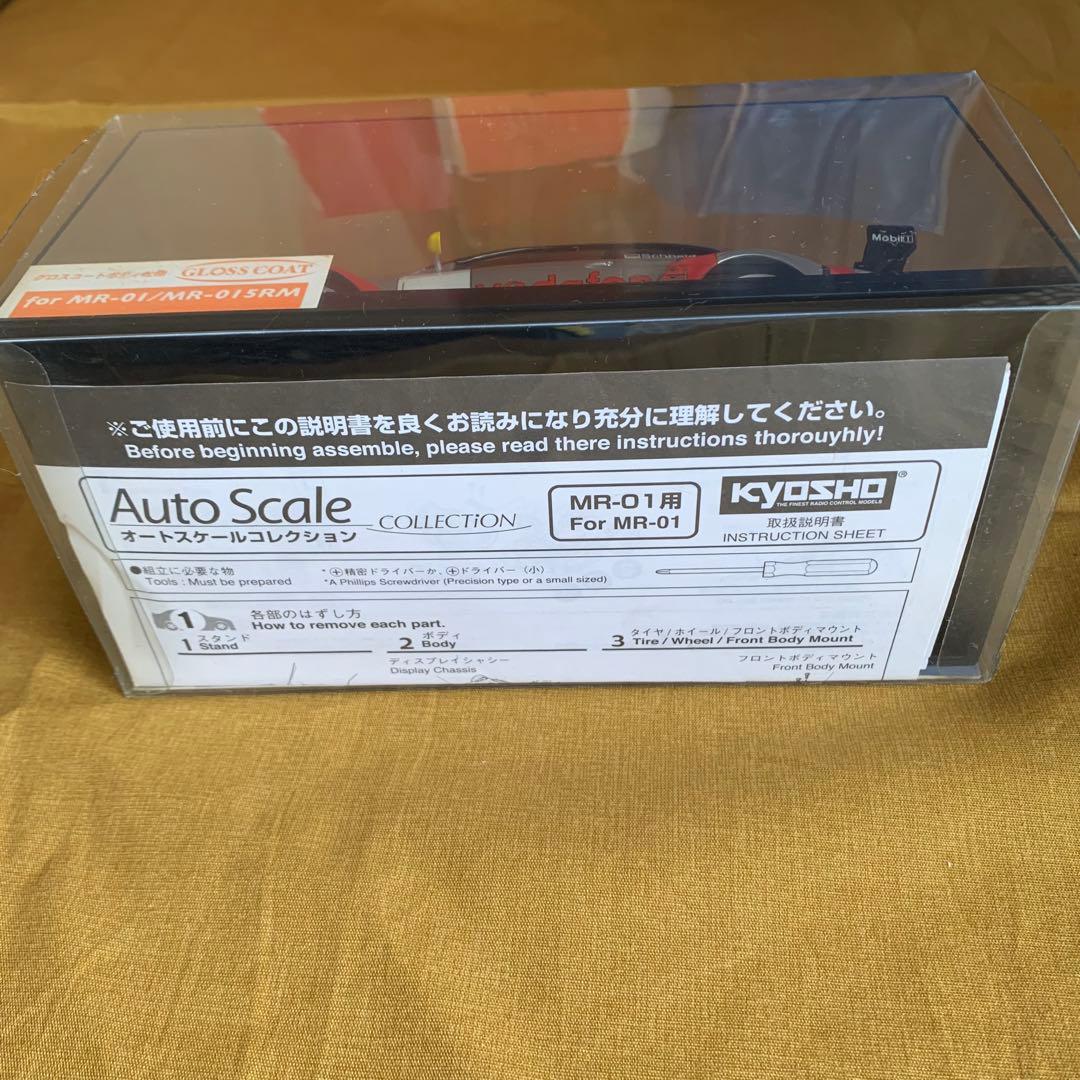 Mobil 1
Schüco
vodafone
グロスコートボディ仕様 GLOSS COAT
for MR-01/MR-015RM
※ご使用前にこの説明書を良くお読みになり充分に理解してください。
Before beginning assemble, please read there instructions thorouyhly!
Auto Scale COLLECTiON
オートスケールコレクション
MR-01用
For MR-01
KYOSHO®
THE FINEST RADIO CONTROL MODELS
取扱説明書
INSTRUCTION SHEET
●組立に必要な物
Tools : Must be prepared
*⊕精密ドライバーか、⊕ドライバー（小）
*A Phillips Screwdriver (Precision type or a small sized)
1 各部のはずし方
How to remove each part.
1 スタンド
Stand
2 ボディ
Body
3 タイヤ/ホイール/フロントボディマウント
Tire / Wheel / Front Body Mount
ディスプレイシャシー
Display Chassis
フロントボディマウント
Front Body Mount